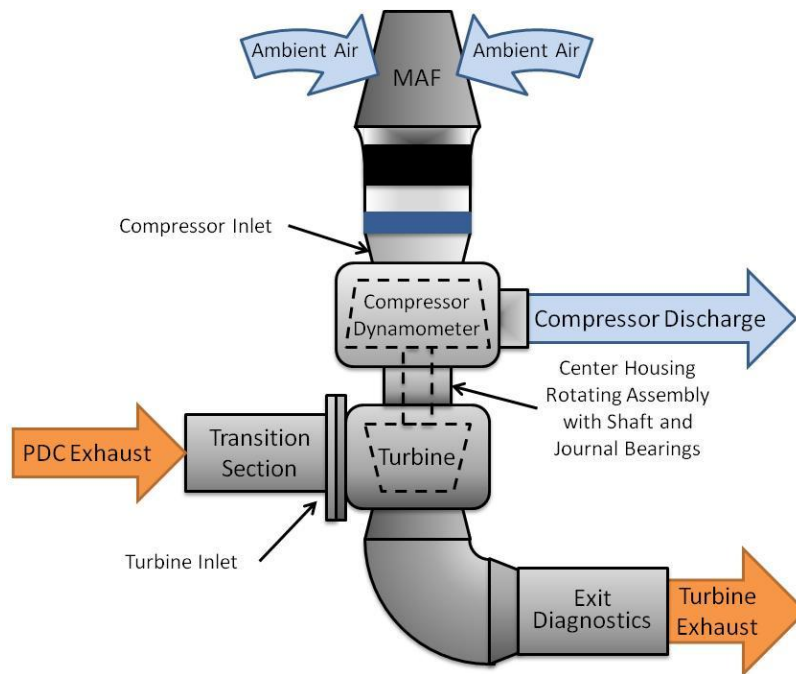 Ambient Air
Ambient Air
MAF
Compressor Inlet
Compressor
Dynamometer
Compressor Discharge
Center Housing
Rotating Assembly
with Shaft and
Journal Bearings
PDC Exhaust
Transition
Section
Turbine
Turbine Inlet
Exit
Diagnostics
Turbine
Exhaust